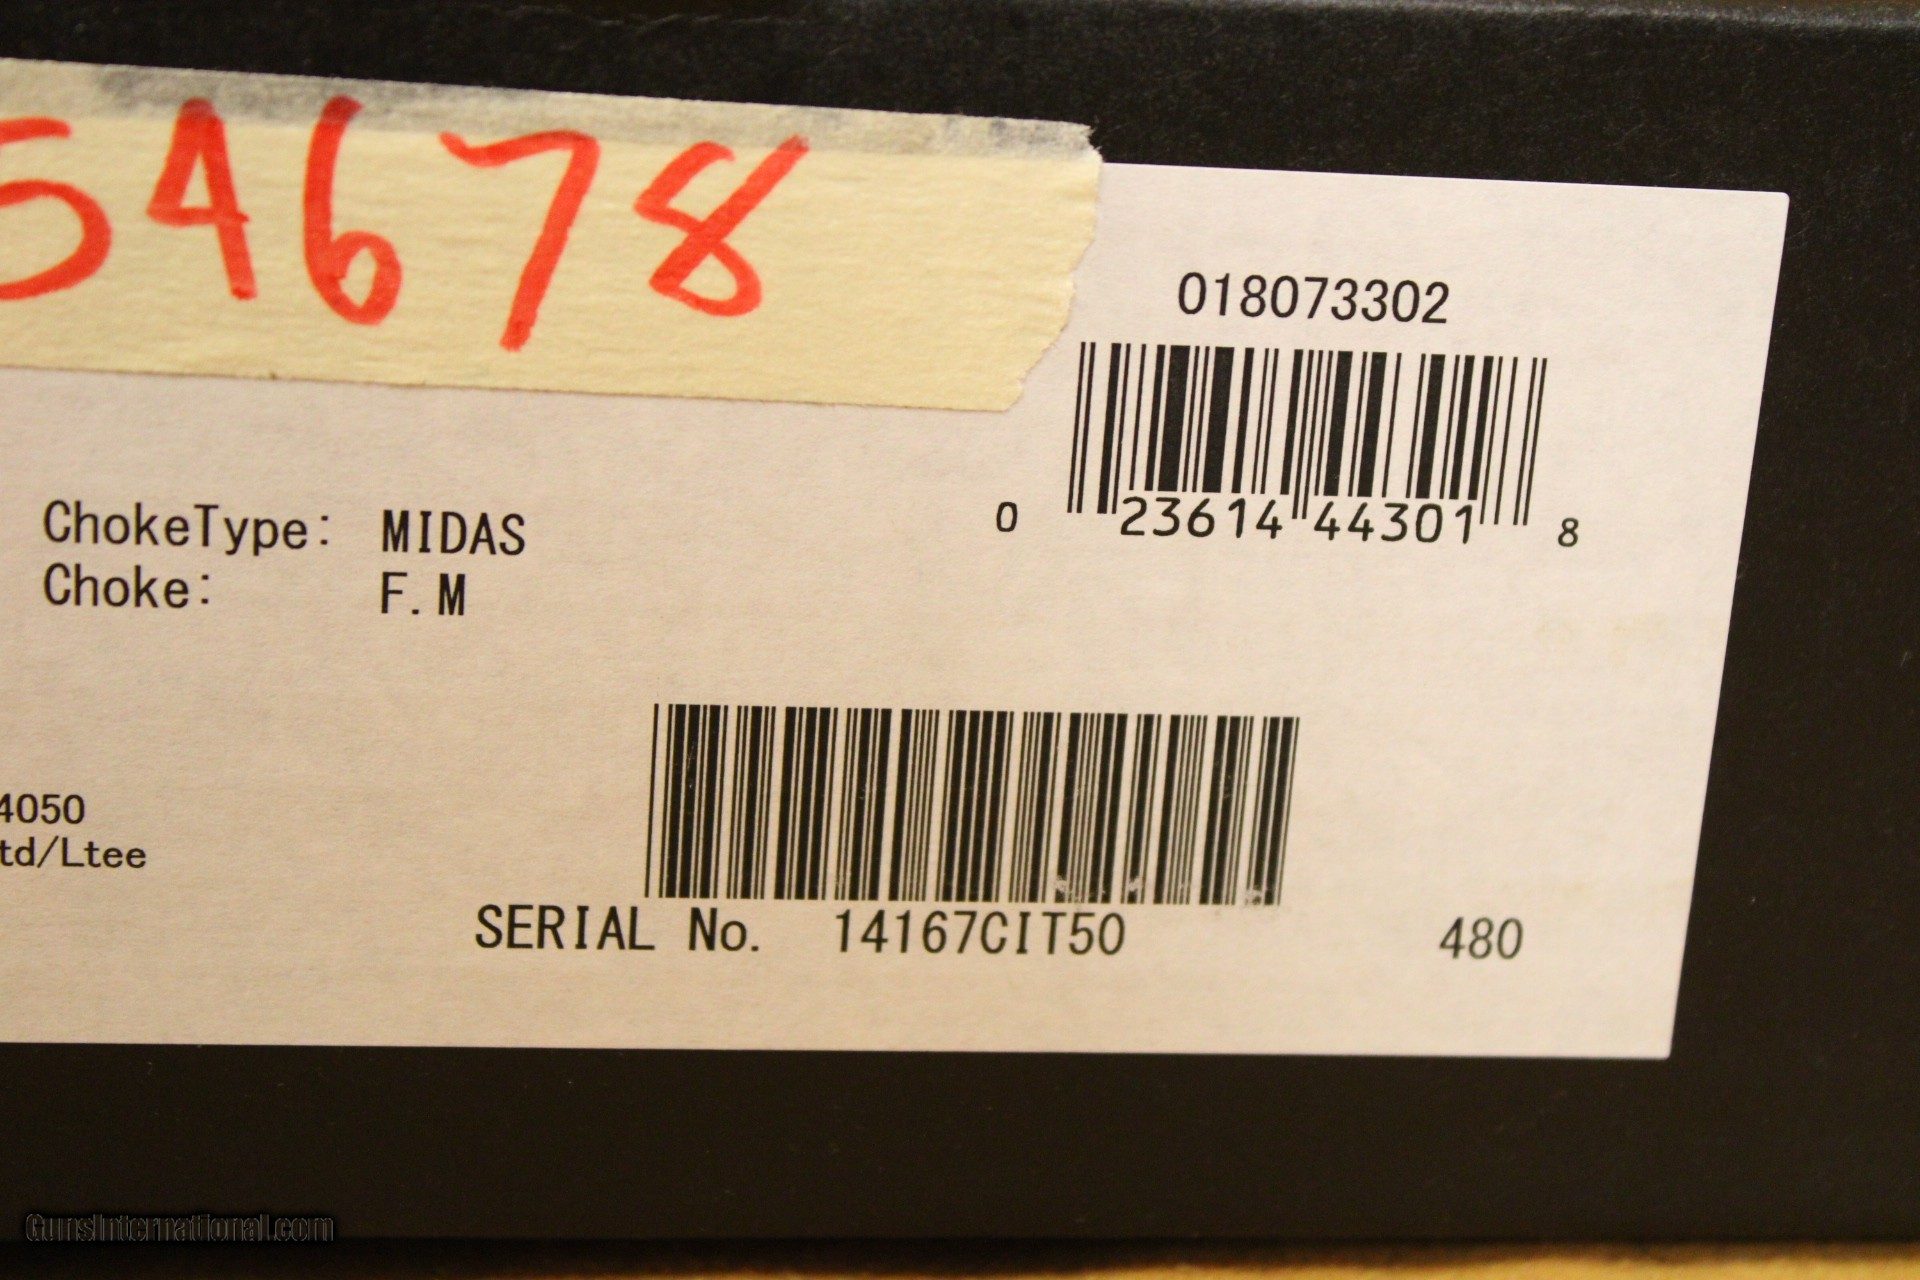 54678
018073302
0 23614 44301 8
ChokeType: MIDAS
Choke: F.M
4050
td/Ltee
SERIAL No. 14167CIT50 480
GunsInternational.com